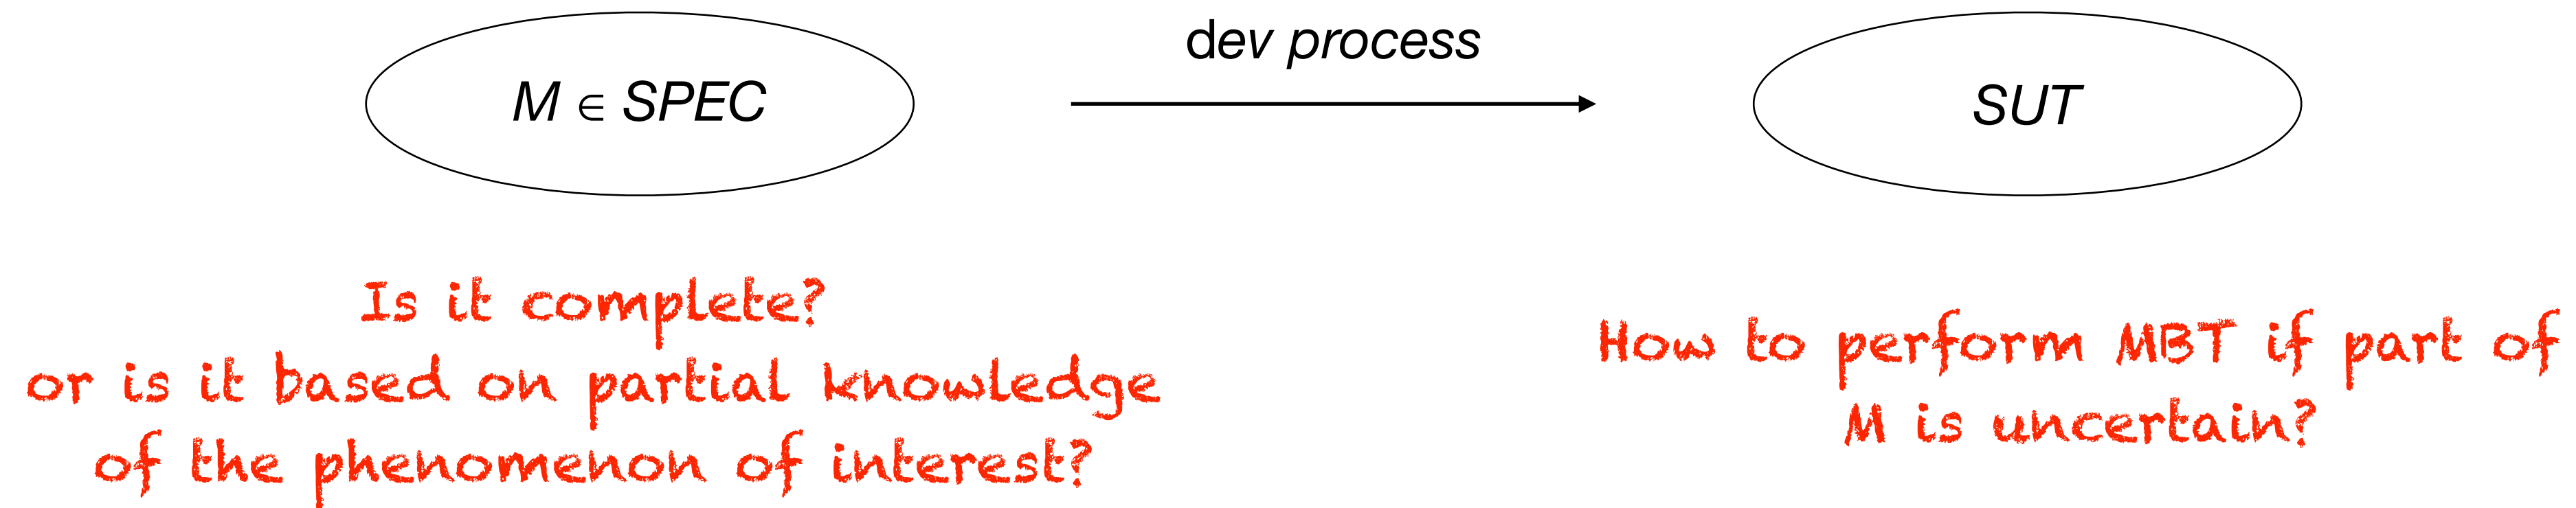 M ∈ SPEC
dev process
SUT
Is it complete?
or is it based on partial knowledge
of the phenomenon of interest?
How to perform MBT if part of
M is uncertain?